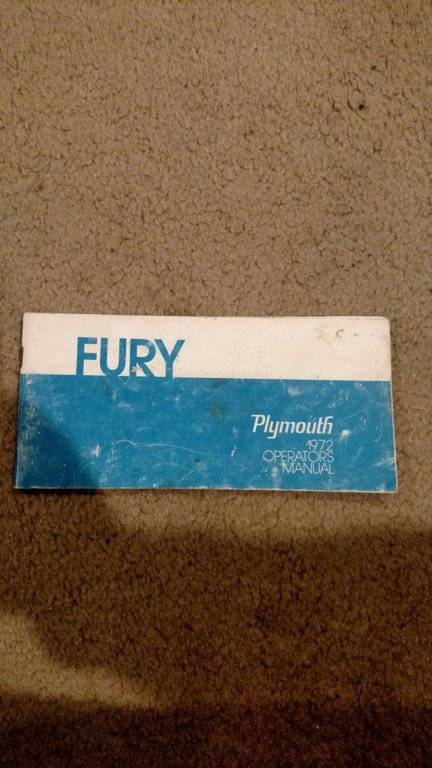 FURY
Plymouth
1972
OPERATORS
MANUAL